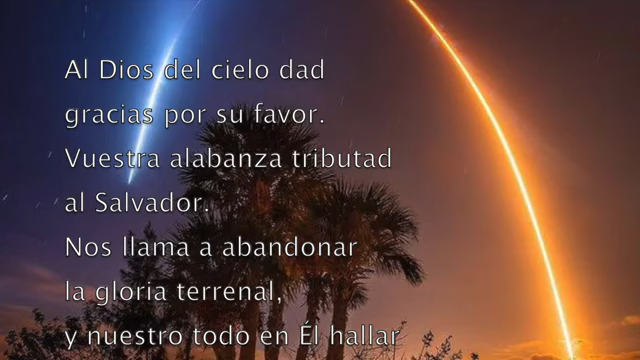 Al Dios del cielo dad
gracias por su favor.
Vuestra alabanza tributad
al Salvador.
Nos llama a abandonar
la gloria terrenal,
y nuestro todo en Él hallar